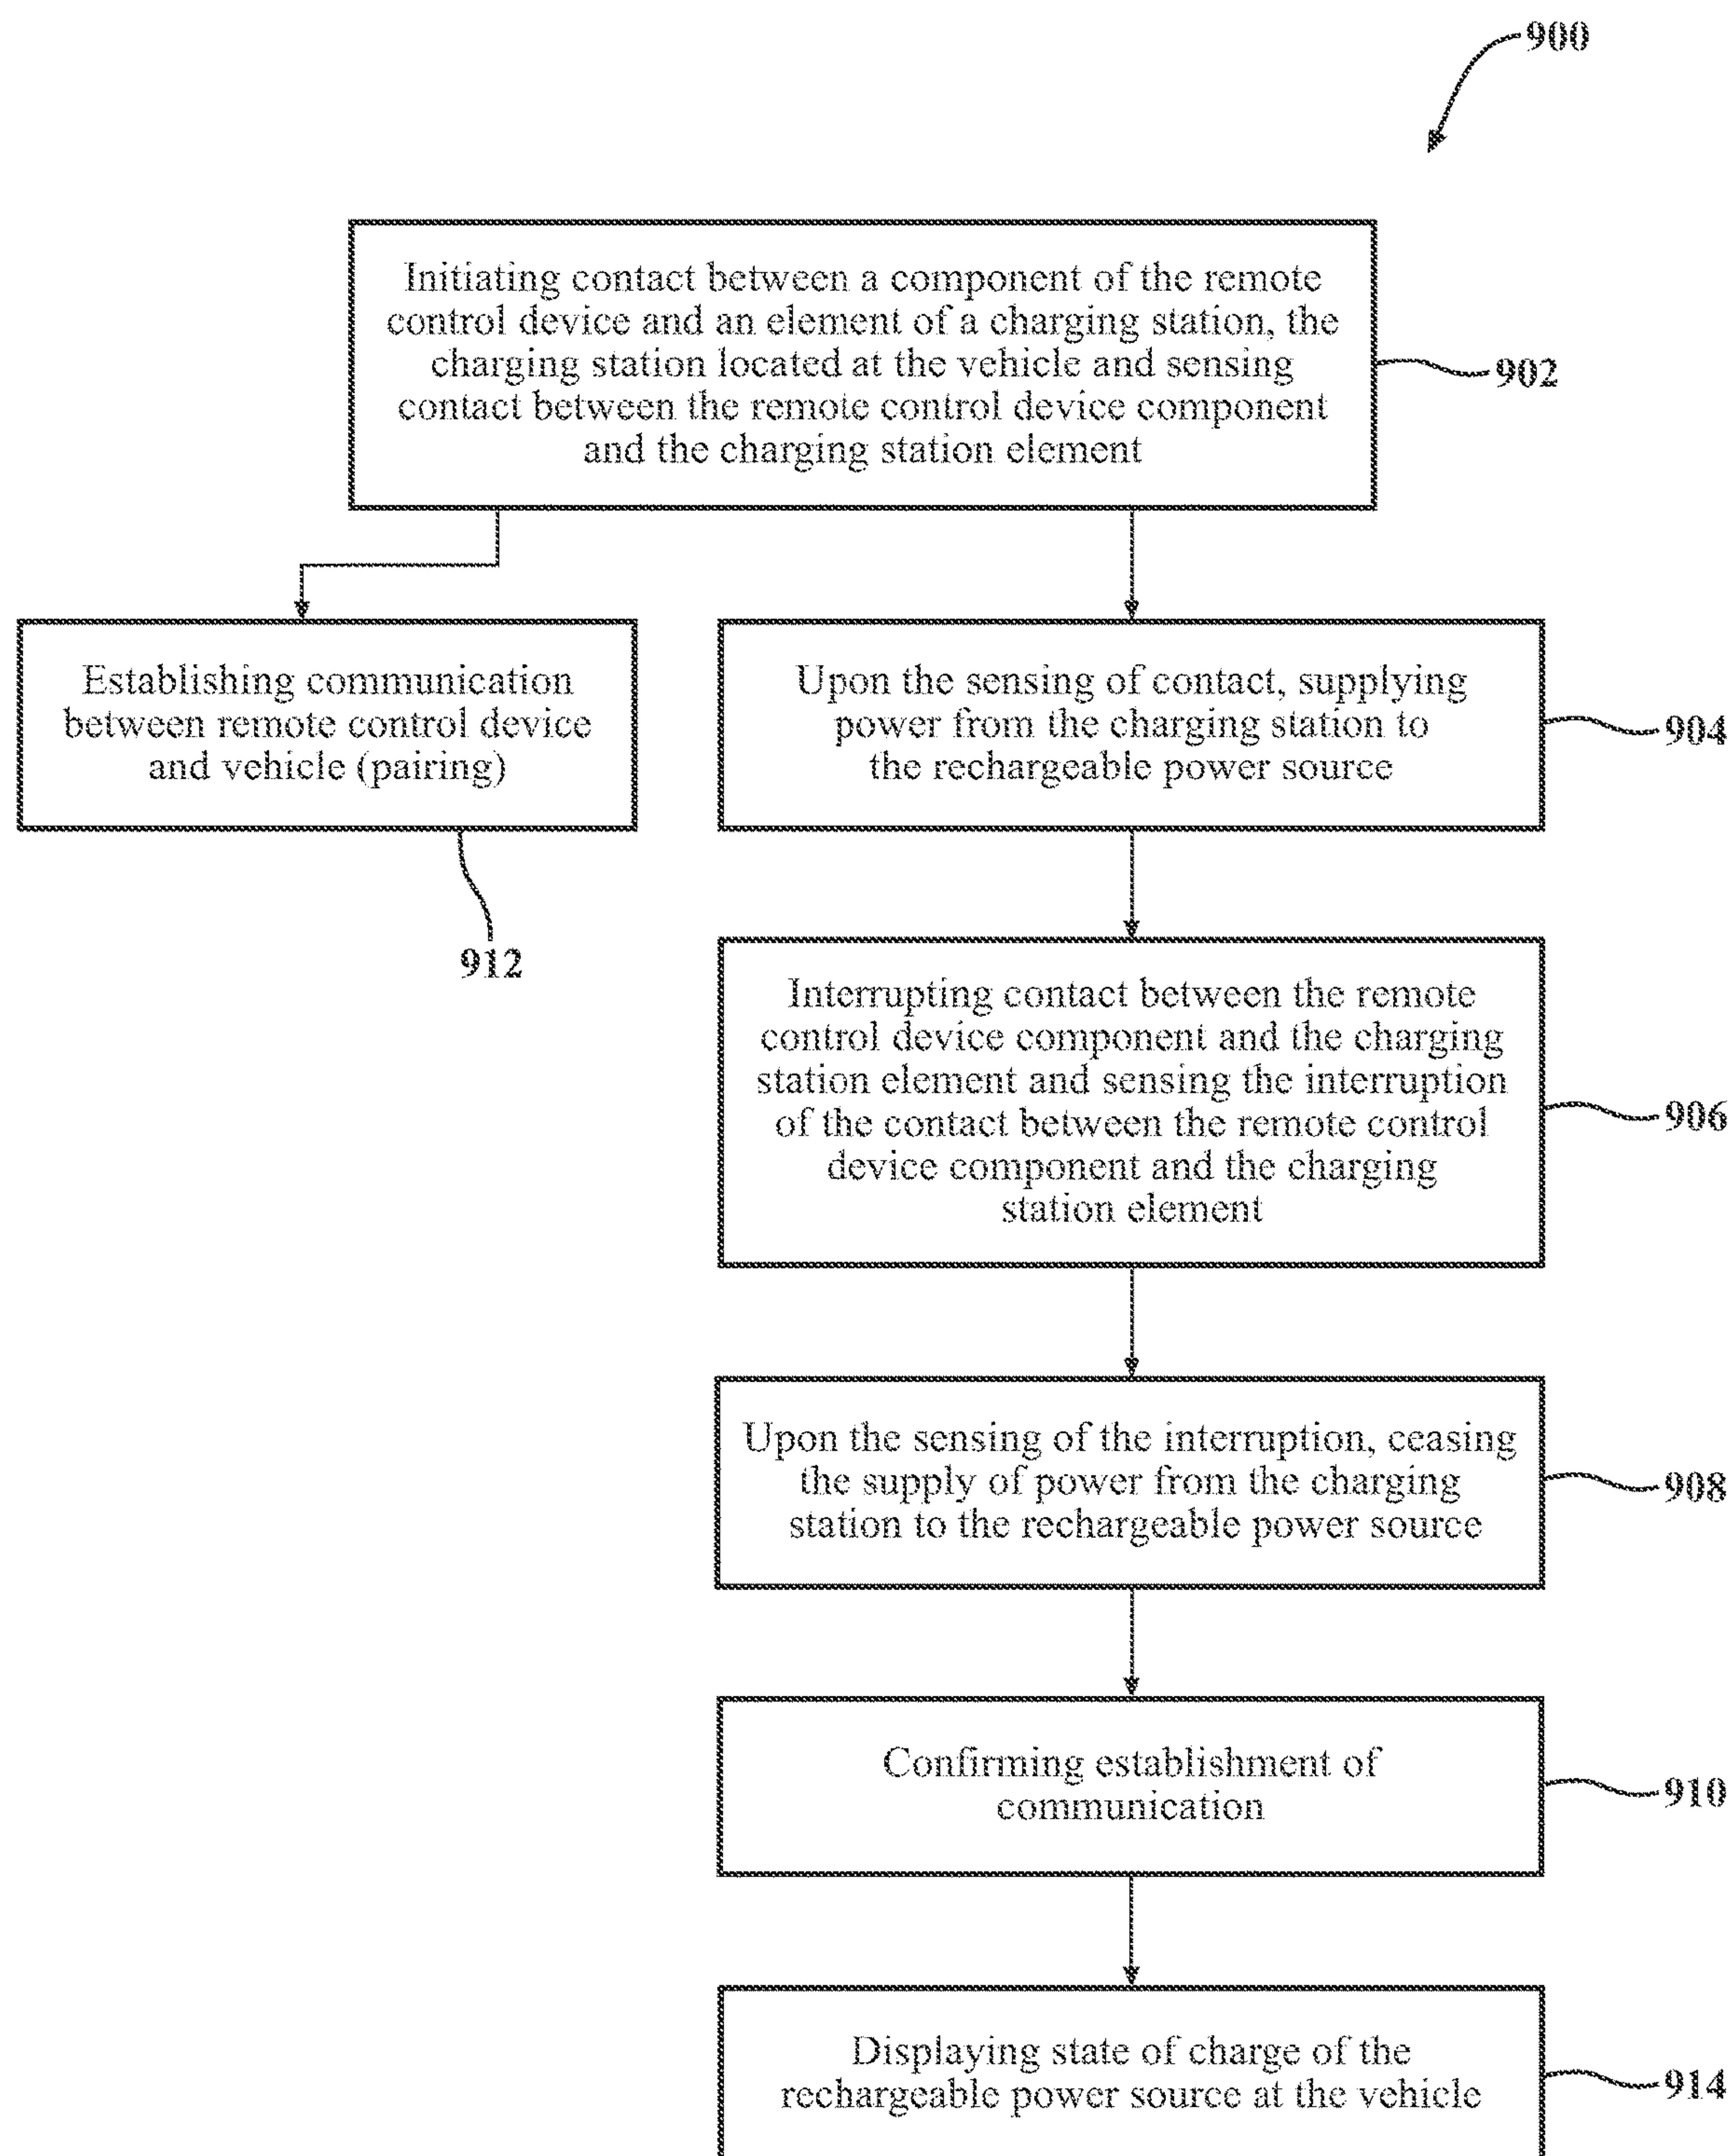 900
Initiating contact between a component of the remote
control device and an element of a charging station, the
charging station located at the vehicle and sensing
contact between the remote control device component
and the charging station element
902
Establishing communication
between remote control device
and vehicle (pairing)
912
Upon the sensing of contact, supplying
power from the charging station to
the rechargeable power source
904
Interrupting contact between the remote
control device component and the charging
station element and sensing the interruption
of the contact between the remote control
device component and the charging
station element
906
Upon the sensing of the interruption, ceasing
the supply of power from the charging
station to the rechargeable power source
908
Confirming establishment of
communication
910
Displaying state of charge of the
rechargeable power source at the vehicle
914